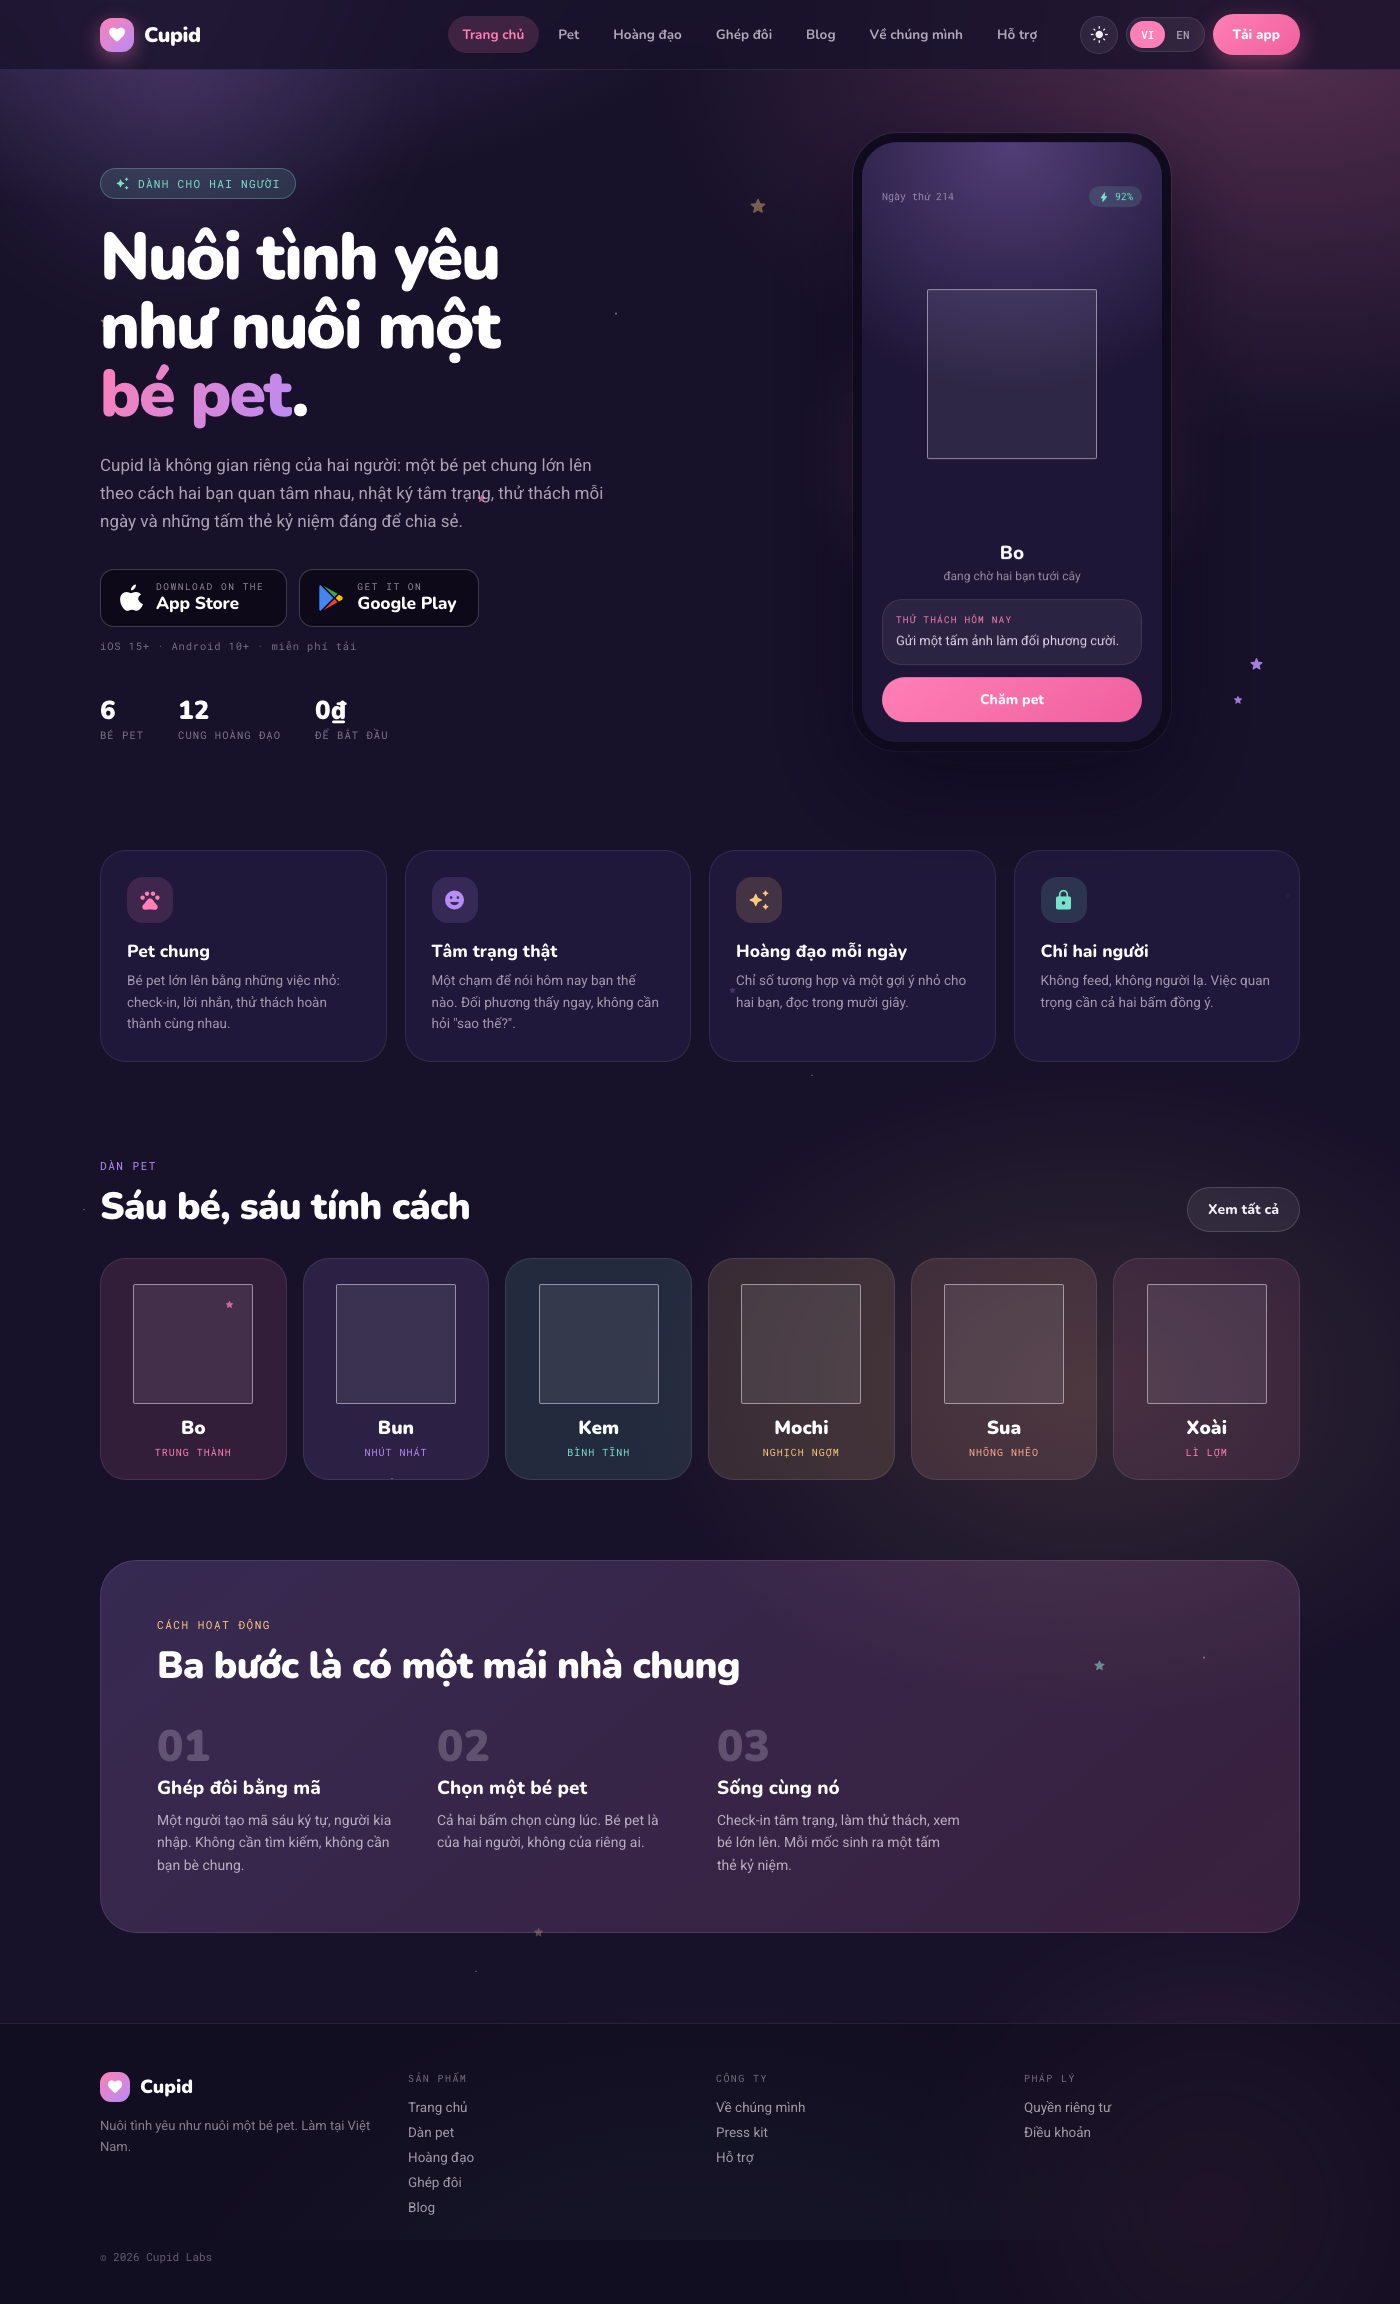 Cupid
Trang chủ
Pet
Hoàng đạo
Ghép đôi
Blog
Về chúng mình
Hỗ trợ
VI
EN
Tải app
DÀNH CHO HAI NGƯỜI
Nuôi tình yêu
như nuôi một
bé pet.
Cupid là không gian riêng của hai người: một bé pet chung lớn lên
theo cách hai bạn quan tâm nhau, nhật ký tâm trạng, thử thách mỗi
ngày và những tấm thẻ kỷ niệm đáng để chia sẻ.
DOWNLOAD ON THE
App Store
GET IT ON
Google Play
iOS 15+ · Android 10+ · miễn phí tải
6
BÉ PET
12
CUNG HOÀNG ĐẠO
0₫
ĐỂ BẮT ĐẦU
Ngày thứ 214
92%
Bo
đang chờ hai bạn tưới cây
THỬ THÁCH HÔM NAY
Gửi một tấm ảnh làm đối phương cười.
Chăm pet
Pet chung
Bé pet lớn lên bằng những việc nhỏ:
check-in, lời nhắn, thử thách hoàn
thành cùng nhau.
Tâm trạng thật
Một chạm để nói hôm nay bạn thế
nào. Đối phương thấy ngay, không cần
hỏi "sao thế?".
Hoàng đạo mỗi ngày
Chỉ số tương hợp và một gợi ý nhỏ cho
hai bạn, đọc trong mười giây.
Chỉ hai người
Không feed, không người lạ. Việc quan
trọng cần cả hai bấm đồng ý.
DÀN PET
Sáu bé, sáu tính cách
Xem tất cả
Bo
TRUNG THÀNH
Bun
NHÚT NHÁT
Kem
BÌNH TĨNH
Mochi
NGHỊCH NGỢM
Sua
NHÕNG NHẼO
Xoài
LÌ LỢM
CÁCH HOẠT ĐỘNG
Ba bước là có một mái nhà chung
01
Ghép đôi bằng mã
Một người tạo mã sáu ký tự, người kia
nhập. Không cần tìm kiếm, không cần
bạn bè chung.
02
Chọn một bé pet
Cả hai bấm chọn cùng lúc. Bé pet là
của hai người, không của riêng ai.
03
Sống cùng nó
Check-in tâm trạng, làm thử thách, xem
bé lớn lên. Mỗi mốc sinh ra một tấm
thẻ kỷ niệm.
Cupid
Nuôi tình yêu như nuôi một bé pet. Làm tại Việt
Nam.
SẢN PHẨM
Trang chủ
Dàn pet
Hoàng đạo
Ghép đôi
Blog
CÔNG TY
Về chúng mình
Press kit
Hỗ trợ
PHÁP LÝ
Quyền riêng tư
Điều khoản
© 2026 Cupid Labs